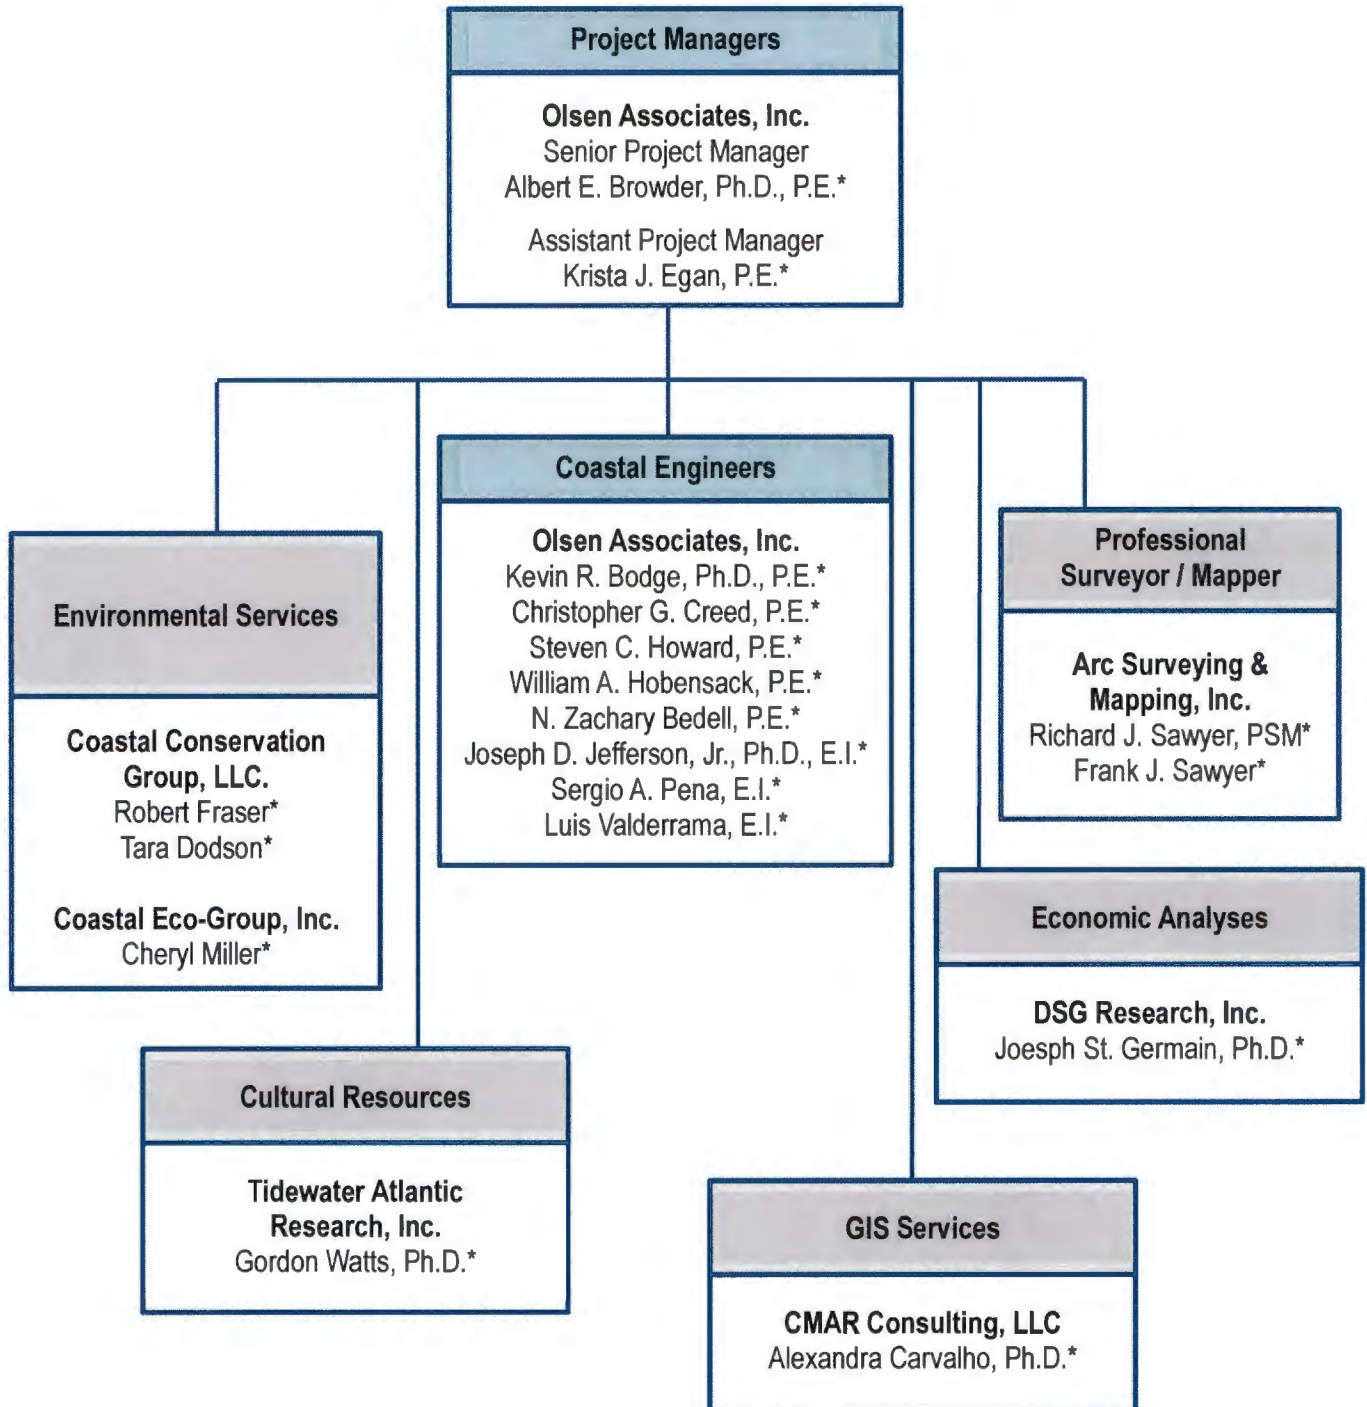 Project Managers
Olsen Associates, Inc.
Senior Project Manager
Albert E. Browder, Ph.D., P.E.*
Assistant Project Manager
Krista J. Egan, P.E.*
Coastal Engineers
Olsen Associates, Inc.
Kevin R. Bodge, Ph.D., P.E.*
Christopher G. Creed, P.E.*
Steven C. Howard, P.E.*
William A. Hobensack, P.E.*
N. Zachary Bedell, P.E.*
Joseph D. Jefferson, Jr., Ph.D., E.I.*
Sergio A. Pena, E.I.*
Luis Valderrama, E.I.*
Environmental Services
Coastal Conservation
Group, LLC.
Robert Fraser*
Tara Dodson*
Coastal Eco-Group, Inc.
Cheryl Miller*
Professional
Surveyor / Mapper
Arc Surveying &
Mapping, Inc.
Richard J. Sawyer, PSM*
Frank J. Sawyer*
Economic Analyses
DSG Research, Inc.
Joesph St. Germain, Ph.D.*
Cultural Resources
Tidewater Atlantic
Research, Inc.
Gordon Watts, Ph.D.*
GIS Services
CMAR Consulting, LLC
Alexandra Carvalho, Ph.D.*